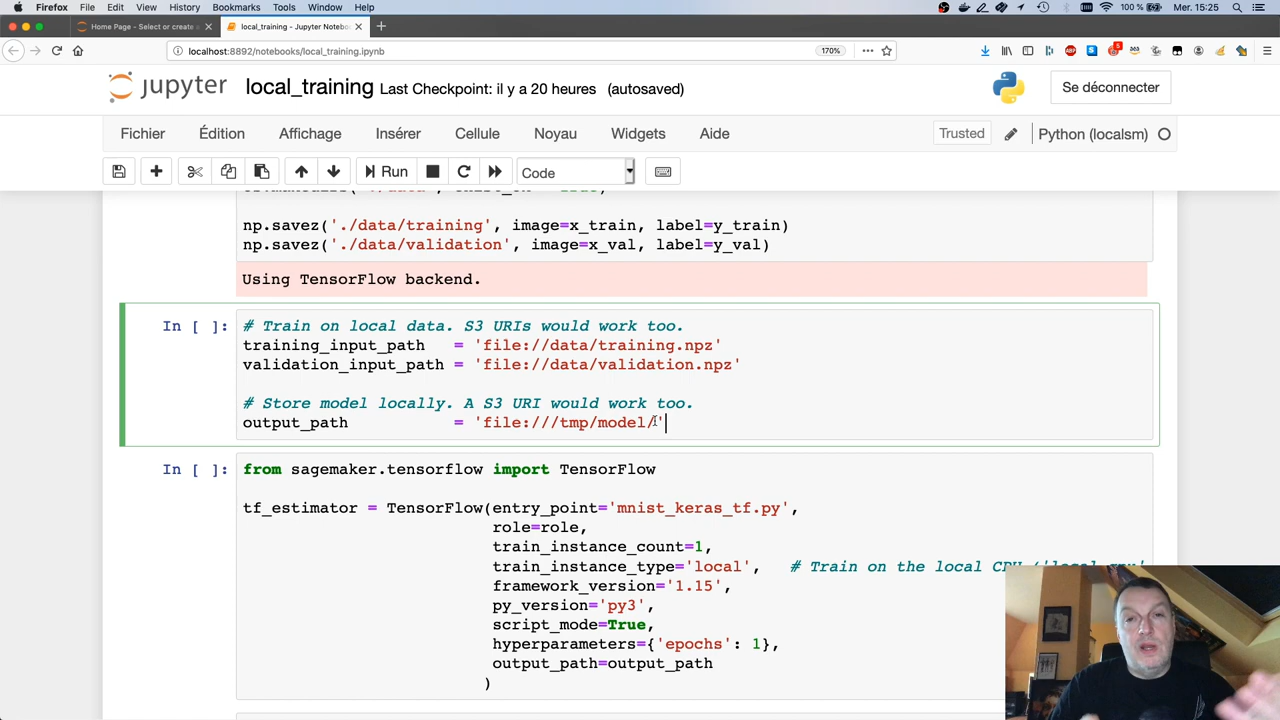 Firefox File Edit View History Bookmarks Tools Window Help 100 % Mer. 15:25
Home Page - Select or create × local_training - Jupyter Notebo × +
localhost:8892/notebooks/local_training.ipynb 170%
jupyter local_training Last Checkpoint: il y a 20 heures (autosaved) Se déconnecter
Fichier Édition Affichage Insérer Cellule Noyau Widgets Aide Trusted Python (localsm)
Run Code
np.savez('./data/training', image=x_train, label=y_train)
np.savez('./data/validation', image=x_val, label=y_val)
Using TensorFlow backend.
In [ ]: # Train on local data. S3 URIs would work too.
training_input_path = 'file://data/training.npz'
validation_input_path = 'file://data/validation.npz'
# Store model locally. A S3 URI would work too.
output_path = 'file:///tmp/model/'
In [ ]: from sagemaker.tensorflow import TensorFlow
tf_estimator = TensorFlow(entry_point='mnist_keras_tf.py',
role=role,
train_instance_count=1,
train_instance_type='local', # Train on the local CPU
framework_version='1.15',
py_version='py3',
script_mode=True,
hyperparameters={'epochs': 1},
output_path=output_path
)